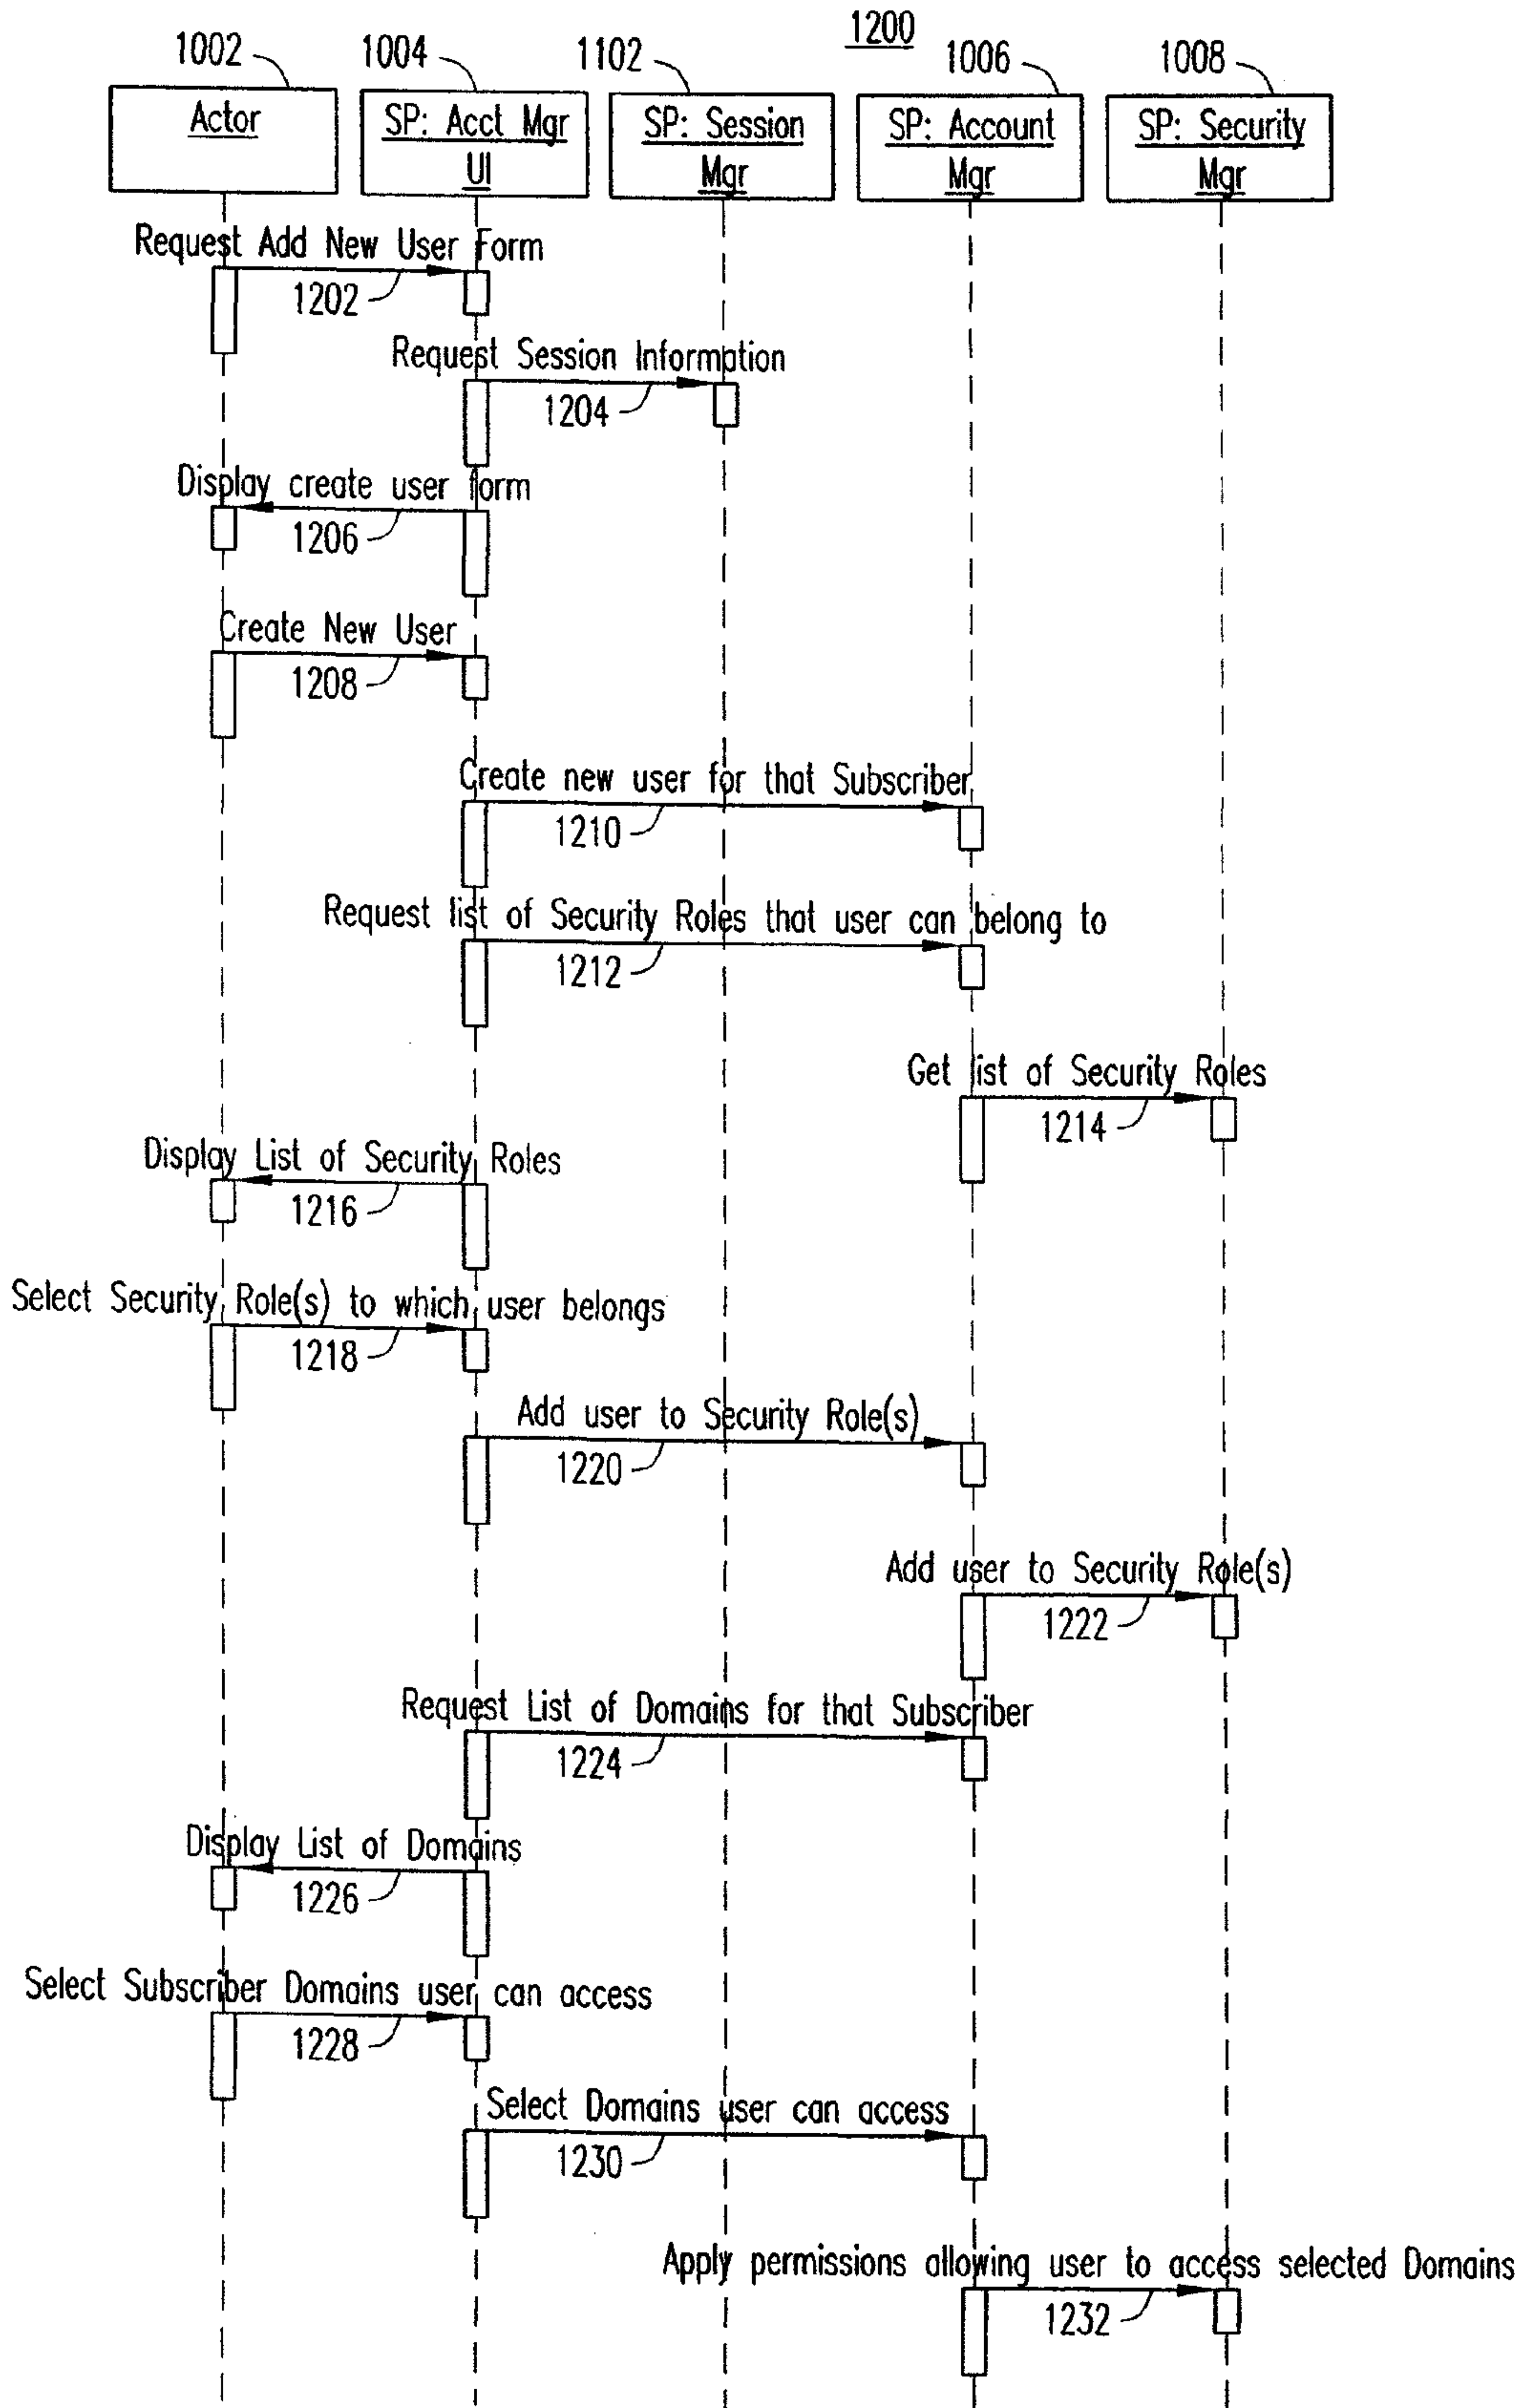 1200
1002
1004
1102
1006
1008
Actor
SP: Acct Mgr
UI
SP: Session
Mgr
SP: Account
Mgr
SP: Security
Mgr
Request Add New User Form
1202
Request Session Information
1204
Display create user form
1206
Create New User
1208
Create new user for that Subscriber
1210
Request list of Security Roles that user can belong to
1212
Get list of Security Roles
1214
Display List of Security Roles
1216
Select Security Role(s) to which user belongs
1218
Add user to Security Role(s)
1220
Add user to Security Role(s)
1222
Request List of Domains for that Subscriber
1224
Display List of Domains
1226
Select Subscriber Domains user can access
1228
Select Domains user can access
1230
Apply permissions allowing user to access selected Domains
1232